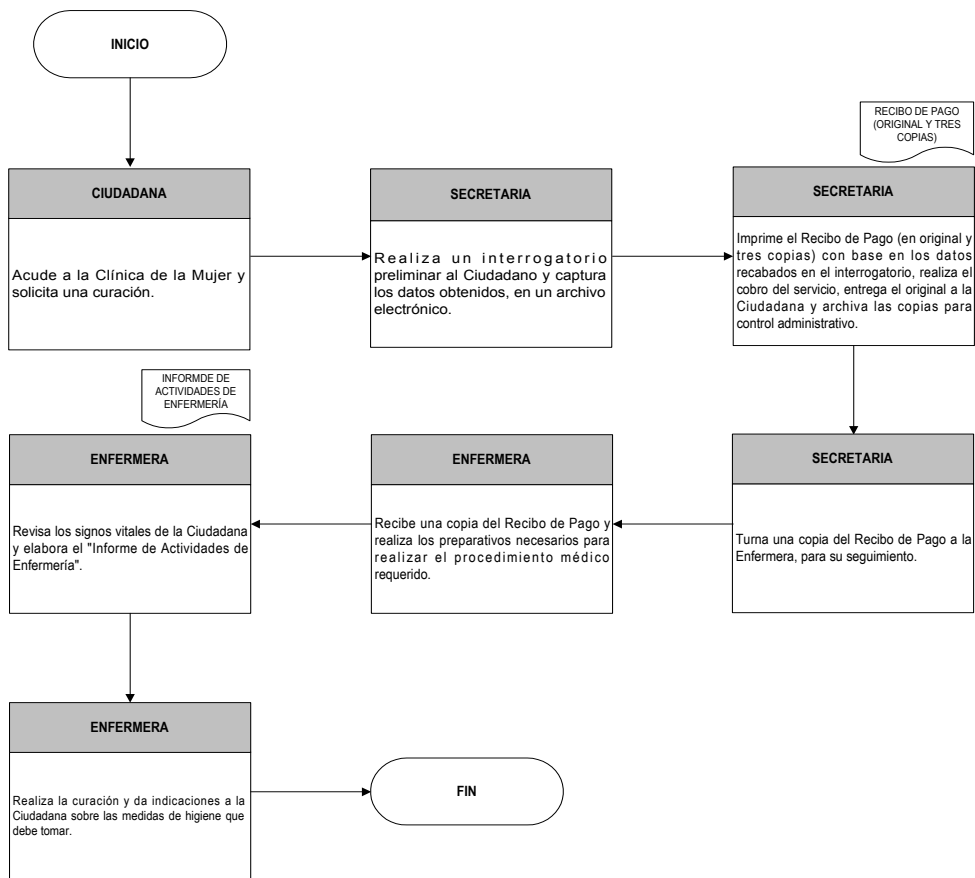 INICIO
RECIBO DE PAGO
(ORIGINAL Y TRES
COPIAS)
CIUDADANA
Acude a la Clínica de la Mujer y
solicita una curación.
SECRETARIA
Realiza un interrogatorio
preliminar al Ciudadano y captura
los datos obtenidos, en un archivo
electrónico.
SECRETARIA
Imprime el Recibo de Pago (en original y
tres copias) con base en los datos
recabados en el interrogatorio, realiza el
cobro del servicio, entrega el original a la
Ciudadana y archiva las copias para
control administrativo.
SECRETARIA
Turna una copia del Recibo de Pago a la
Enfermera, para su seguimiento.
ENFERMERA
Recibe una copia del Recibo de Pago y
realiza los preparativos necesarios para
realizar el procedimiento médico
requerido.
INFORMDE DE
ACTIVIDADES DE
ENFERMERÍA
ENFERMERA
Revisa los signos vitales de la Ciudadana
y elabora el "Informe de Actividades de
Enfermería".
ENFERMERA
Realiza la curación y da indicaciones a la
Ciudadana sobre las medidas de higiene que
debe tomar.
FIN